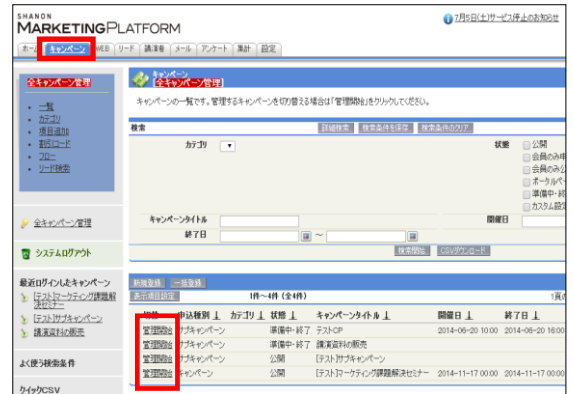 SHANON
MARKETINGPLATFORM
7月5日(土)サービス停止のお知らせ
ホーム キャンペーン WEB リード 講演者 メール アンケート 集計 設定
全キャンペーン管理
・ 一覧
・ カテゴリ
・ 項目追加
・ 割引コード
・ フロー
・ リード検索
全キャンペーン管理
システムログアウト
最近ログインしたキャンペーン
[テスト]マーケティング課題解決セミナー
[テスト]サブキャンペーン
講演資料の販売
よく使う検索条件
クイックCSV
キャンペーン
[全キャンペーン管理]
キャンペーンの一覧です。管理するキャンペーンを切り替える場合は「管理開始」をクリックしてください。
検索 詳細検索 検索条件を保存 検索条件のクリア
カテゴリ 状態 公開
会員のみ
会員のみ公
ポータルペー
準備中・終
カスタム設定
キャンペーンタイトル 開催日
終了日 ～
検索開始 CSVダウンロード
新規登録 一括登録
表示項目設定 1件～4件 (全4件) 1頁の
申込種別 カテゴリ 状態 キャンペーンタイトル 開催日 終了日
管理開始 サブキャンペーン 準備中・終了 テストCP 2014-06-20 10:00 2014-06-20 16:00
管理開始 サブキャンペーン 準備中・終了 講演資料の販売
管理開始 サブキャンペーン 公開 [テスト]サブキャンペーン
管理開始 キャンペーン 公開 [テスト]マーケティング課題解決セミナー 2014-11-17 00:00 2014-11-17 00:00